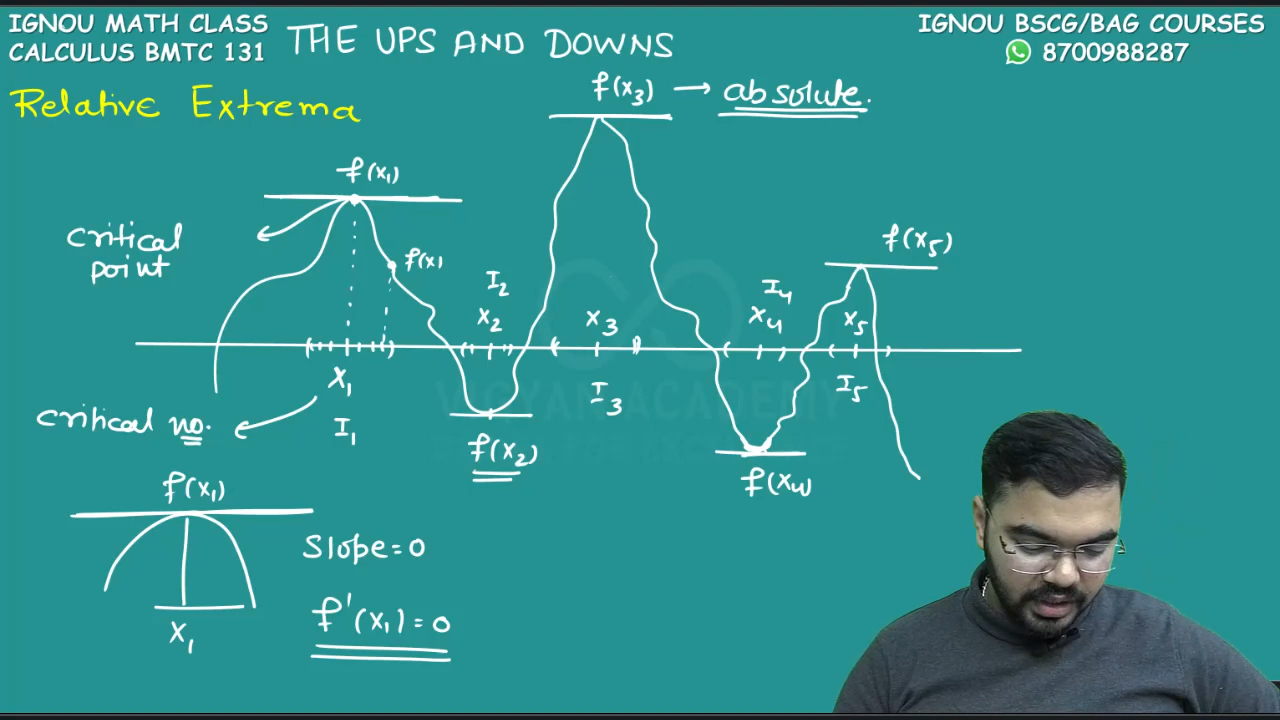 IGNOU MATH CLASS
CALCULUS BMTC 131
THE UPS AND DOWNS
IGNOU BSCG/BAG COURSES
8700988287
Relative Extrema
f(x₃) → absolute.
f(x₁)
critical
point
f(x)
f(x₅)
I₂
x₂
x₃
I₄
x₄
x₅
x₁
I₃
I₅
critical no.
I₁
f(x₂)
f(x₄)
f(x₁)
Slope = 0
f'(x₁) = 0
x₁